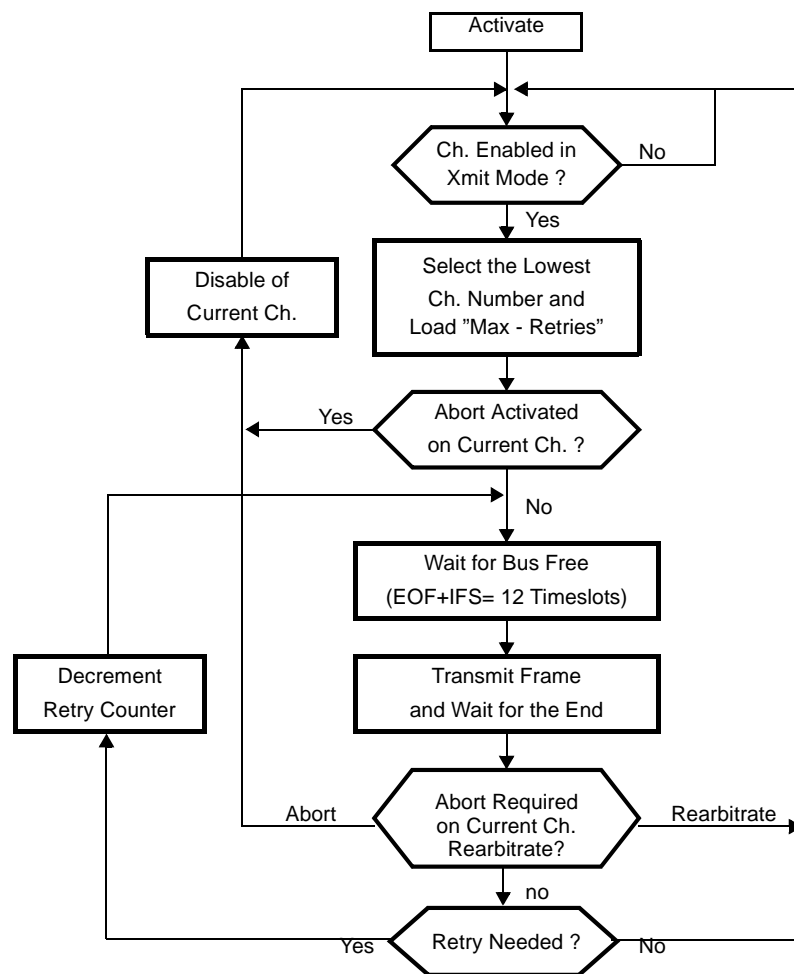 Activate
Ch. Enabled in
Xmit Mode ?
No
Yes
Select the Lowest
Ch. Number and
Load ”Max - Retries”
Disable of
Current Ch.
Abort Activated
on Current Ch. ?
Yes
No
Wait for Bus Free
(EOF+IFS= 12 Timeslots)
Decrement
Retry Counter
Transmit Frame
and Wait for the End
Abort Required
on Current Ch.
Rearbitrate?
Abort
Rearbitrate
no
Retry Needed ?
Yes
No